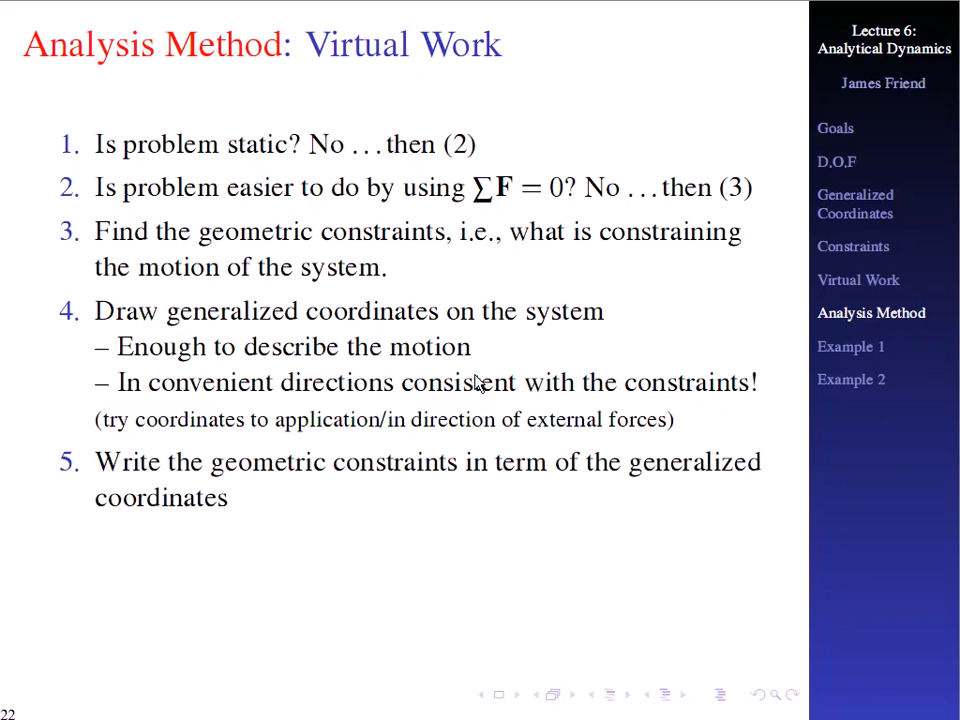 Analysis Method: Virtual Work
1. Is problem static? No ...then (2)
2. Is problem easier to do by using ∑F = 0? No ...then (3)
3. Find the geometric constraints, i.e., what is constraining
the motion of the system.
4. Draw generalized coordinates on the system
– Enough to describe the motion
– In convenient directions consistent with the constraints!
(try coordinates to application/in direction of external forces)
5. Write the geometric constraints in term of the generalized
coordinates
22
Lecture 6:
Analytical Dynamics
James Friend
Goals
D.O.F
Generalized
Coordinates
Constraints
Virtual Work
Analysis Method
Example 1
Example 2